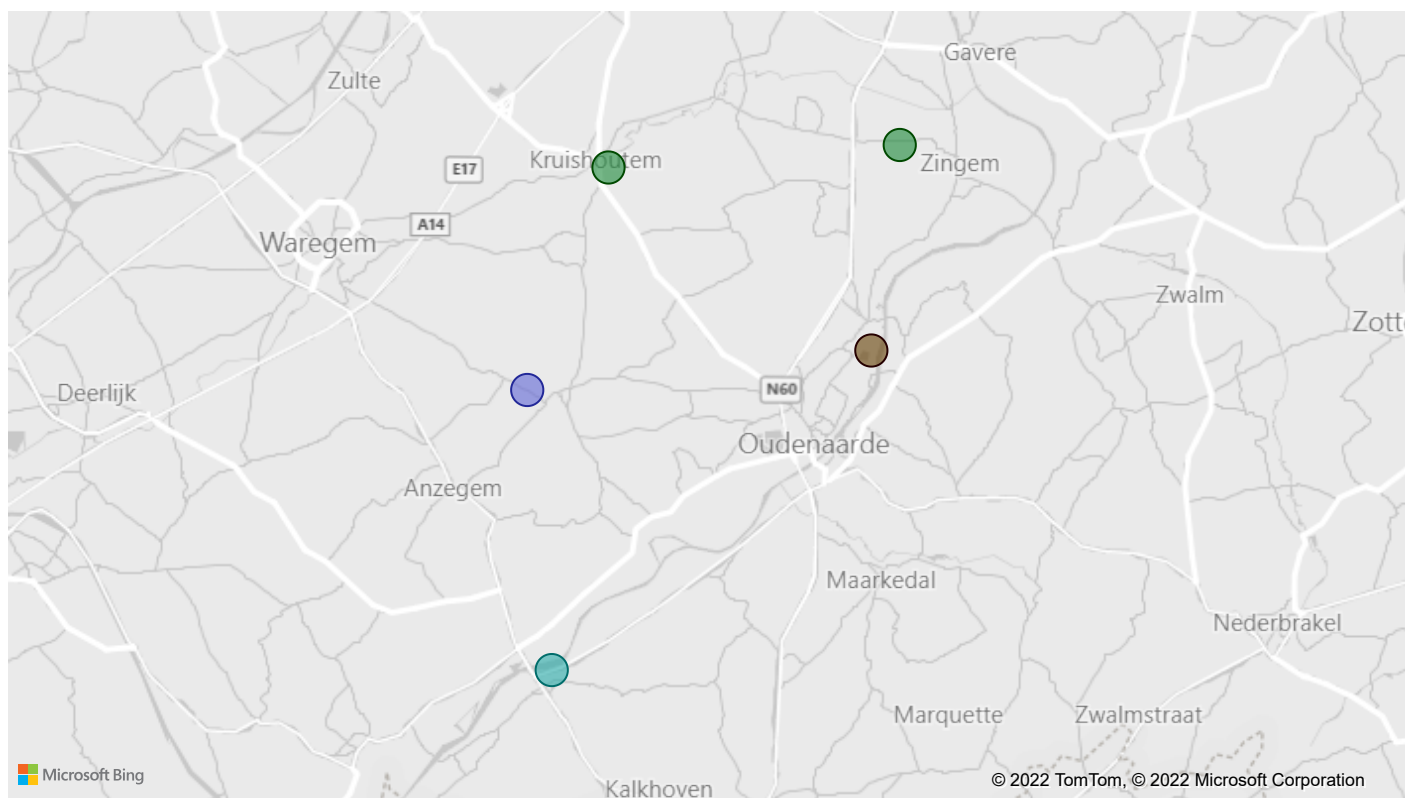 Gavere
Zulte
Kruishoutem
E17
Zingem
A14
Waregem
Zwalm
Zotte
Deerlijk
N60
Oudenaarde
Anzegem
Maarkedal
Nederbrakel
Marquette
Zwalmstraat
Microsoft Bing
© 2022 TomTom, © 2022 Microsoft Corporation
Kalkhoven